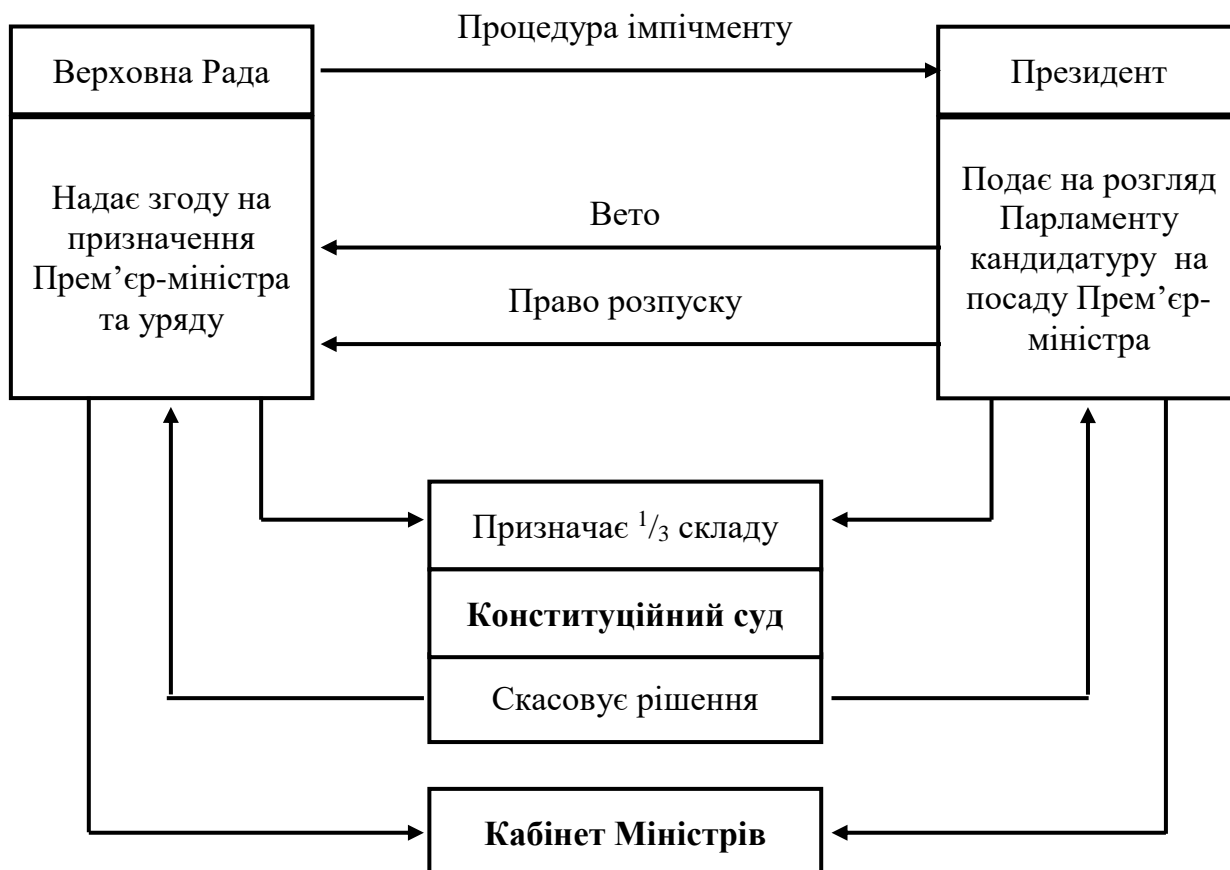 Процедура імпічменту
Верховна Рада
Президент
Надає згоду на
призначення
Прем’єр-міністра
та уряду
Вето
Право розпуску
Подає на розгляд
Парламенту
кандидатуру на
посаду Прем’єр-
міністра
Призначає 1/3 складу
Конституційний суд
Скасовує рішення
Кабінет Міністрів